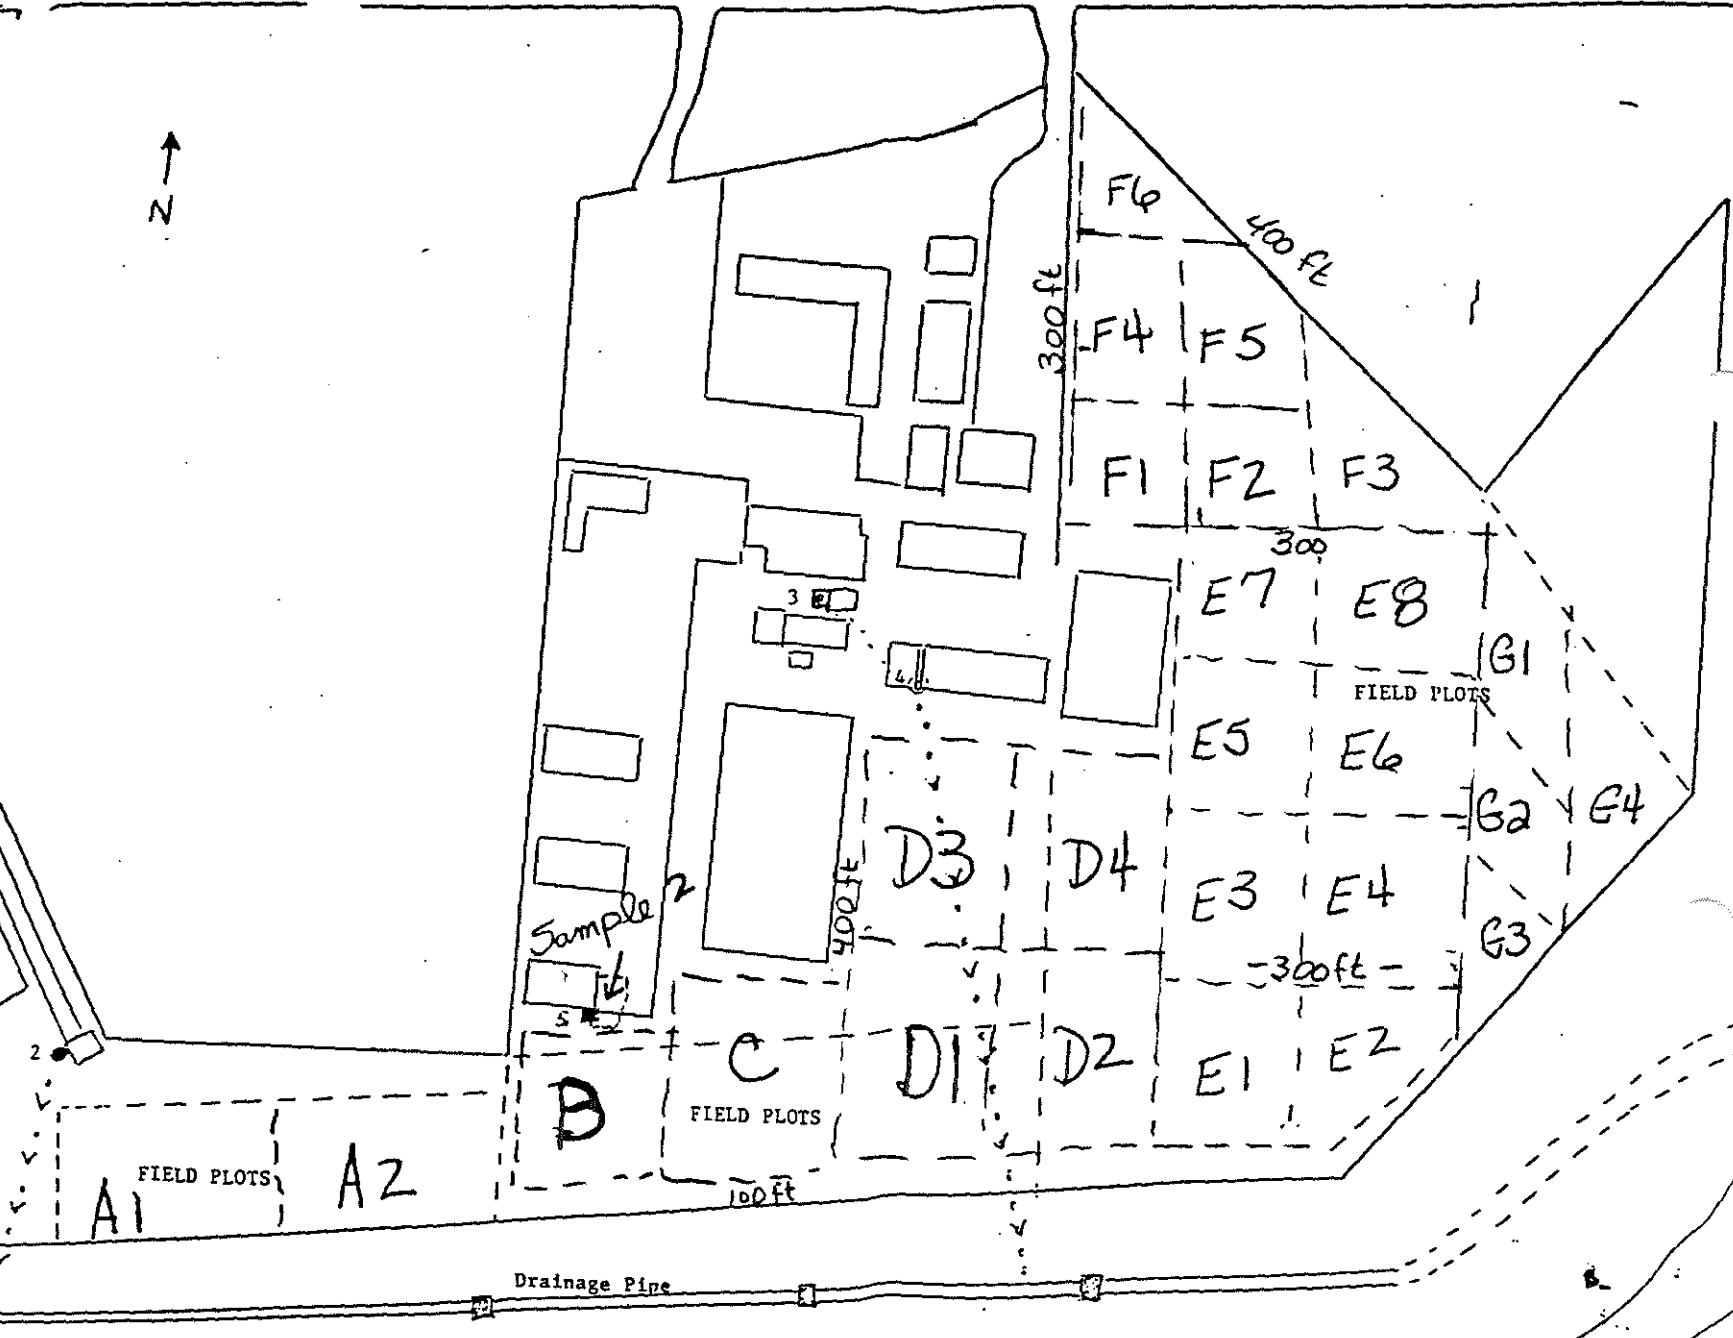 N
F6
400 ft
300 ft
F4
F5
F1
F2
F3
300
3
E7
E8
G1
4
FIELD PLOTS
E5
E6
G2
G4
D3
D4
400 ft
E3
E4
G3
Sample 2
-300 ft-
5
2
C
D1
D2
E1
E2
B
FIELD PLOTS
FIELD PLOTS
A1
A2
100 ft
Drainage Pipe